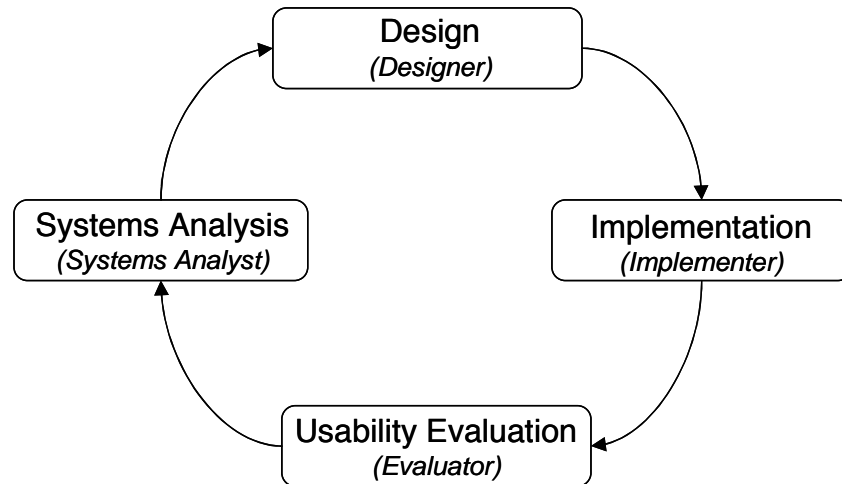 Design
(Designer)
Systems Analysis
(Systems Analyst)
Implementation
(Implementer)
Usability Evaluation
(Evaluator)